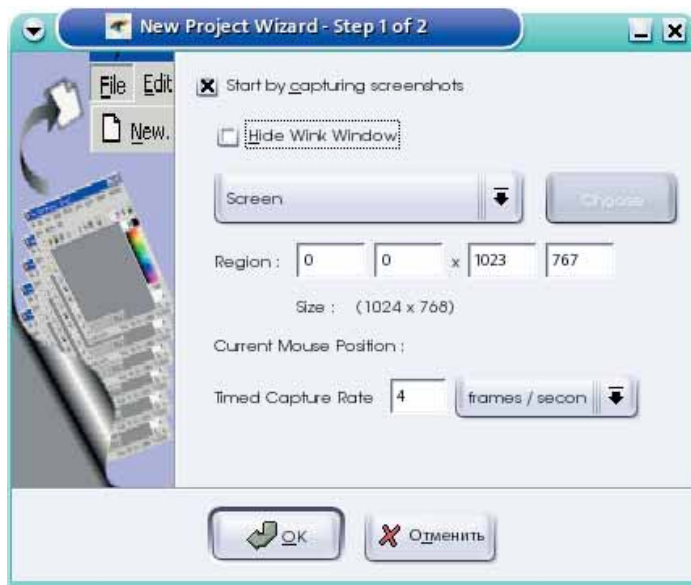 New Project Wizard - Step 1 of 2
File Edit
New.
Start by capturing screenshots
Hide Wink Window
Screen
Choose
Region : 0 0 x 1023 767
Size : (1024 x 768)
Current Mouse Position :
Timed Capture Rate 4 frames / secon
OK Отменить